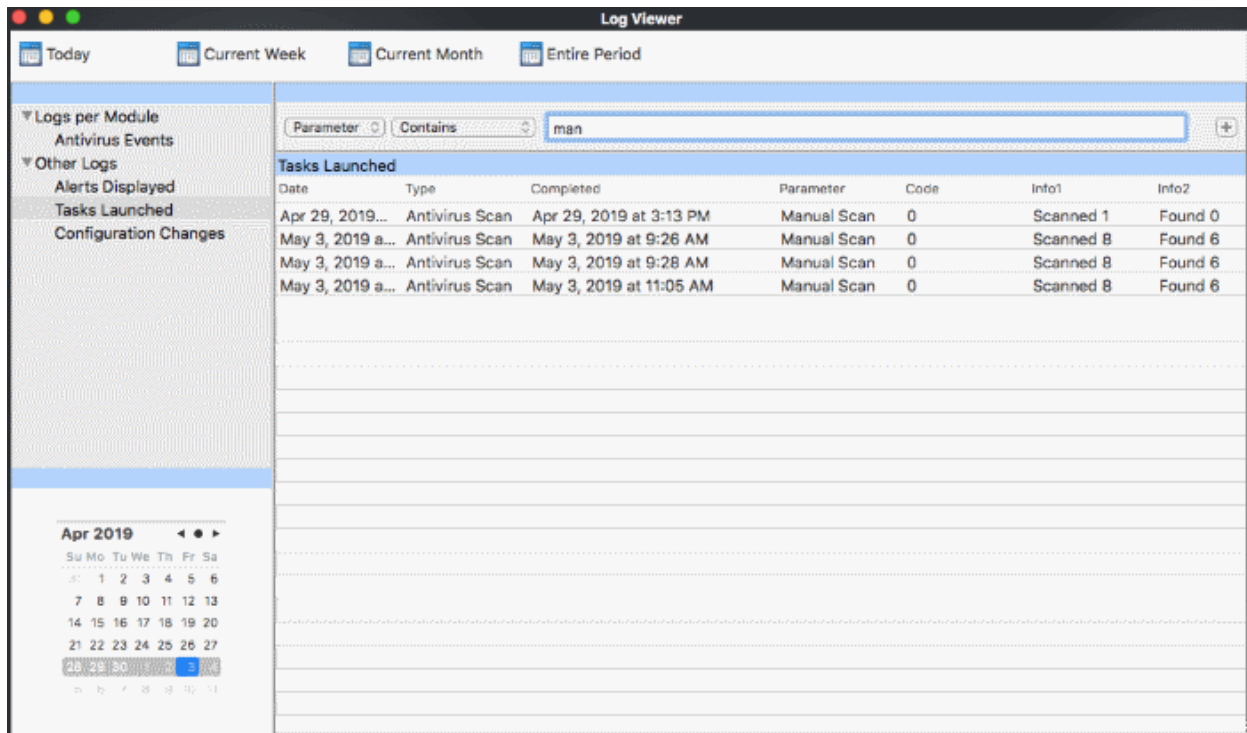 Log Viewer
Today Current Week Current Month Entire Period
Logs per Module
Antivirus Events
Other Logs
Alerts Displayed
Tasks Launched
Configuration Changes
Parameter Contains man
Tasks Launched
Date Type Completed Parameter Code Info1 Info2
Apr 29, 2019... Antivirus Scan Apr 29, 2019 at 3:13 PM Manual Scan 0 Scanned 1 Found 0
May 3, 2019 a... Antivirus Scan May 3, 2019 at 9:26 AM Manual Scan 0 Scanned 8 Found 6
May 3, 2019 a... Antivirus Scan May 3, 2019 at 9:28 AM Manual Scan 0 Scanned 8 Found 6
May 3, 2019 a... Antivirus Scan May 3, 2019 at 11:05 AM Manual Scan 0 Scanned 8 Found 6
Apr 2019
Su Mo Tu We Th Fr Sa
1 2 3 4 5 6
7 8 9 10 11 12 13
14 15 16 17 18 19 20
21 22 23 24 25 26 27
28 29 30 1 2 3 4
8 9 10 11